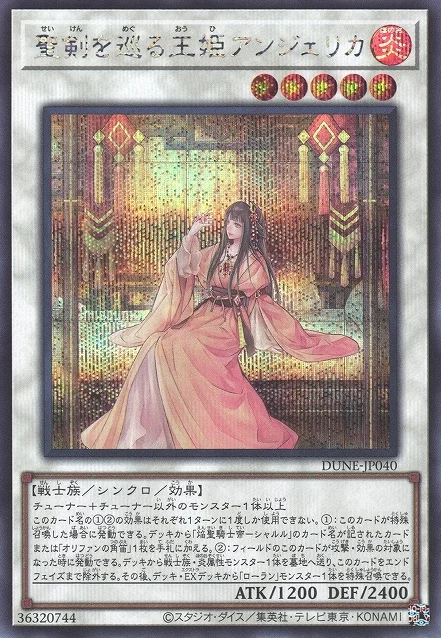 聖剣を巡る王姫アンジェリカ
炎
DUNE-JP040
【戦士族/シンクロ/効果】
チューナー+チューナー以外のモンスター1体以上
このカード名の①②の効果はそれぞれ1ターンに1度しか使用できない。①:このカードが特殊
召喚した場合に発動できる。デッキから「焔聖騎士帝-シャルル」のカード名が記されたカード
または「オリファンの角笛」1枚を手札に加える。②:フィールドのこのカードが攻撃・効果の対象に
なった時に発動できる。デッキから戦士族・炎属性モンスター1体を墓地へ送り、このカードをエンド
フェイズまで除外する。その後、デッキ・EXデッキから「ローラン」モンスター1体を特殊召喚できる。
ATK/1200 DEF/2400
36320744
©スタジオ・ダイス/集英社・テレビ東京・KONAMI